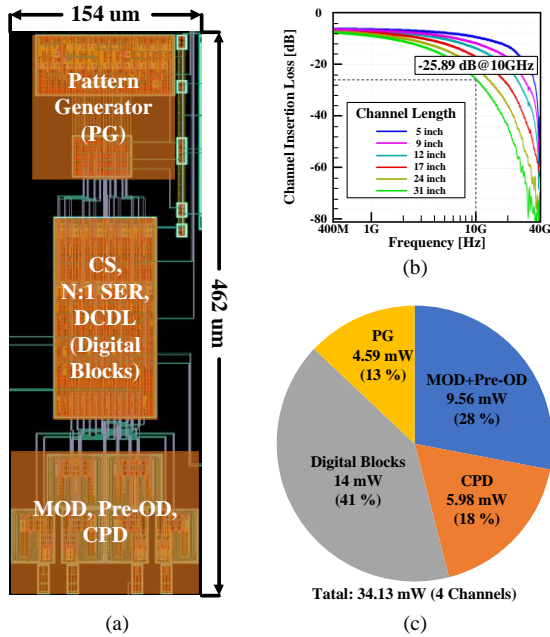 154 um
Pattern
Generator
(PG)
CS,
N:1 SER,
DCDL
(Digital
Blocks)
462 um
MOD, Pre-OD,
CPD
(a)
Channel Insertion Loss [dB]
0
-20
-40
-60
-80
-25.89 dB@10GHz
Channel Length
5 inch
9 inch
12 inch
17 inch
24 inch
31 inch
400M
1G
10G
40G
Frequency [Hz]
(b)
PG
4.59 mW
(13 %)
MOD+Pre-OD
9.56 mW
(28 %)
Digital Blocks
14 mW
(41 %)
CPD
5.98 mW
(18 %)
Tatal: 34.13 mW (4 Channels)
(c)